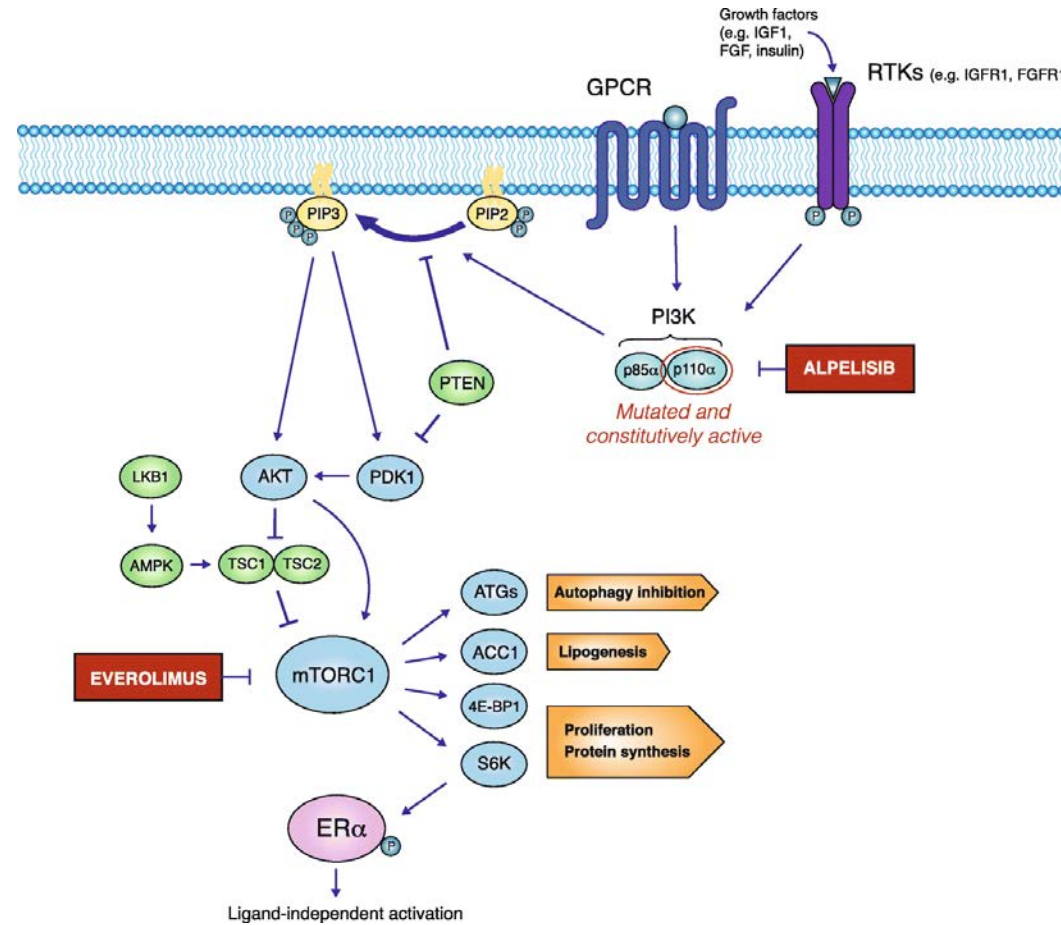 Growth factors
(e.g. IGF1,
FGF, insulin)
GPCR
RTKs (e.g. IGFR1, FGFR1
PIP3
P
P
P
PIP2
P
P
P
P
PI3K
p85α
p110α
ALPELISIB
Mutated and
constitutively active
PTEN
LKB1
AKT
PDK1
AMPK
TSC1
TSC2
ATGs
Autophagy inhibition
ACC1
Lipogenesis
EVEROLIMUS
mTORC1
4E-BP1
Proliferation
Protein synthesis
S6K
ERα
P
Ligand-independent activation